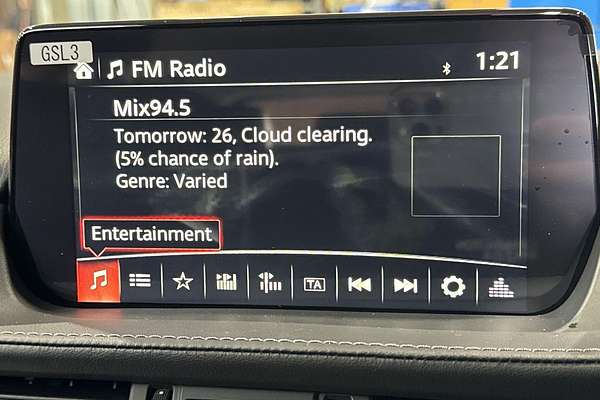 GSL3
FM Radio
1:21
Mix94.5
Tomorrow: 26, Cloud clearing.
(5% chance of rain).
Genre: Varied
Entertainment
TA